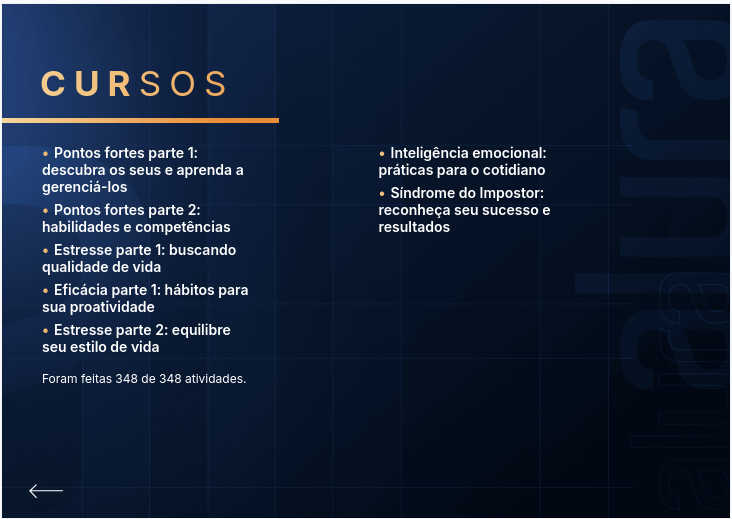 CURSOS
• Pontos fortes parte 1:
descubra os seus e aprenda a
gerenciá-los
• Pontos fortes parte 2:
habilidades e competências
• Estresse parte 1: buscando
qualidade de vida
• Eficácia parte 1: hábitos para
sua proatividade
• Estresse parte 2: equilibre
seu estilo de vida
Foram feitas 348 de 348 atividades.
• Inteligência emocional:
práticas para o cotidiano
• Síndrome do Impostor:
reconheça seu sucesso e
resultados
alura
alura